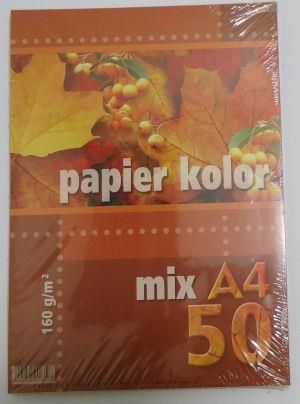 papier kolor
160 g/m²
mix A4
50